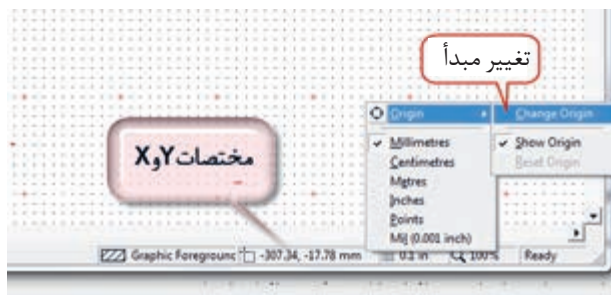 تغییر مبدأ
Origin
Change Origin
Millimetres
Show Origin
Centimetres
Reset Origin
Metres
Inches
Points
Mil (0.001 inch)
مختصات Y و X
Graphic Foreground -307.34, -17.78 mm 0.1 in 100% Ready